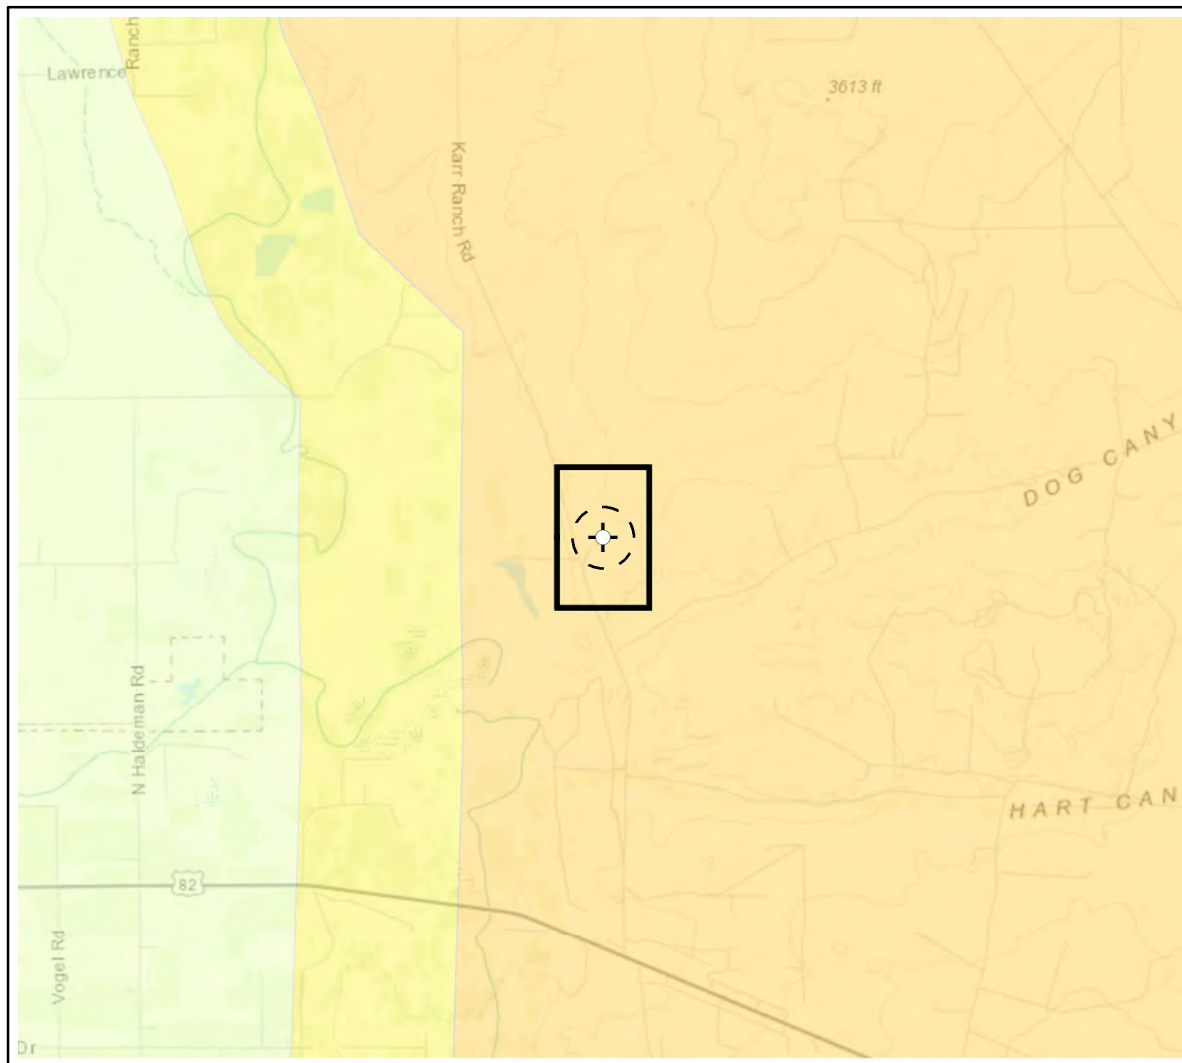 Ranch
Lawrence
3613 ft
Karr Ranch Rd
DOG CANY
N Haldeman Rd
HART CAN
82
Vogel Rd
Dr